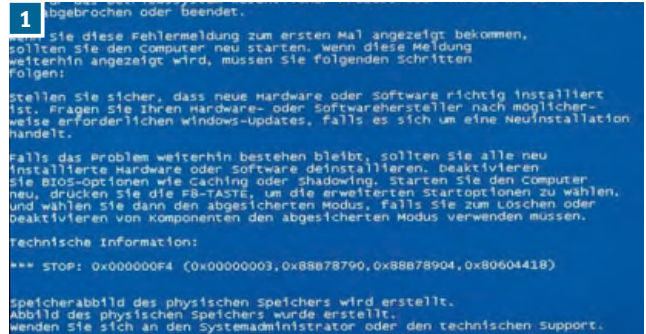 1
abgebrochen oder beendet.
Sie diese Fehlermeldung zum ersten Mal angezeigt bekommen,
sollten Sie den Computer neu starten. Wenn diese Meldung
weiterhin angezeigt wird, müssen Sie folgenden Schritten
folgen:
Stellen Sie sicher, dass neue Hardware oder Software richtig installiert
ist. Fragen Sie Ihren Hardware- oder Softwarehersteller nach möglicher-
weise erforderlichen Windows-Updates, falls es sich um eine Neuinstallation
handelt.
Falls das Problem weiterhin bestehen bleibt, sollten Sie alle neu
installierte Hardware oder Software deinstallieren. Deaktivieren
Sie BIOS-Optionen wie Caching oder Shadowing. Starten Sie den Computer
neu, drücken Sie die F8-TASTE, um die erweiterten Startoptionen zu wählen,
und wählen Sie dann den abgesicherten Modus, falls Sie zum Löschen oder
Deaktivieren von Komponenten den abgesicherten Modus verwenden müssen.
Technische Information:
*** STOP: 0x000000F4 (0x00000003,0x88B78790,0x88B78904,0x80604418)
Speicherabbild des physischen Speichers wird erstellt.
Abbild des physischen Speichers wurde erstellt.
Wenden Sie sich an den Systemadministrator oder den technischen Support.